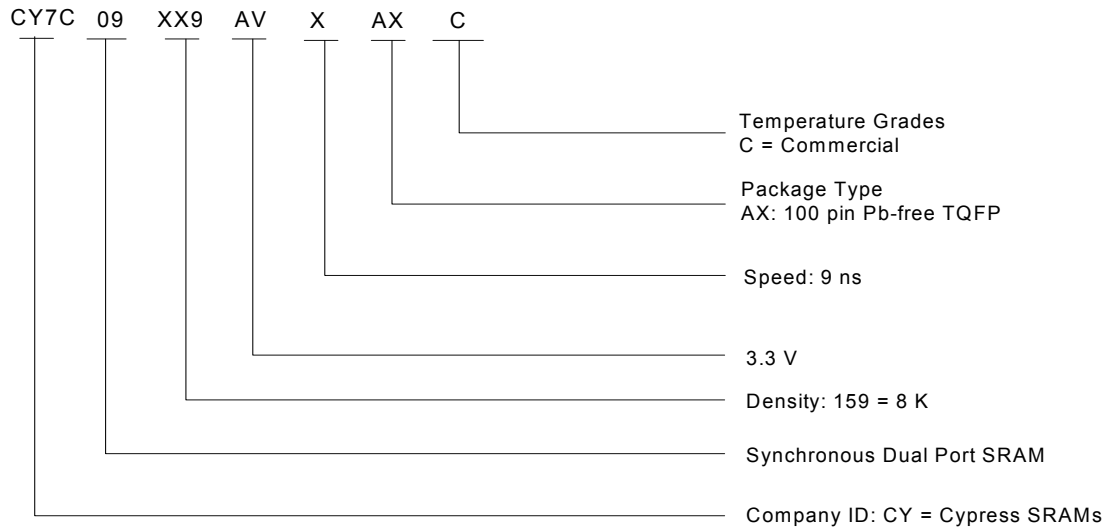 CY7C 09 XX9 AV X AX C
Temperature Grades
C = Commercial
Package Type
AX: 100 pin Pb-free TQFP
Speed: 9 ns
3.3 V
Density: 159 = 8 K
Synchronous Dual Port SRAM
Company ID: CY = Cypress SRAMs